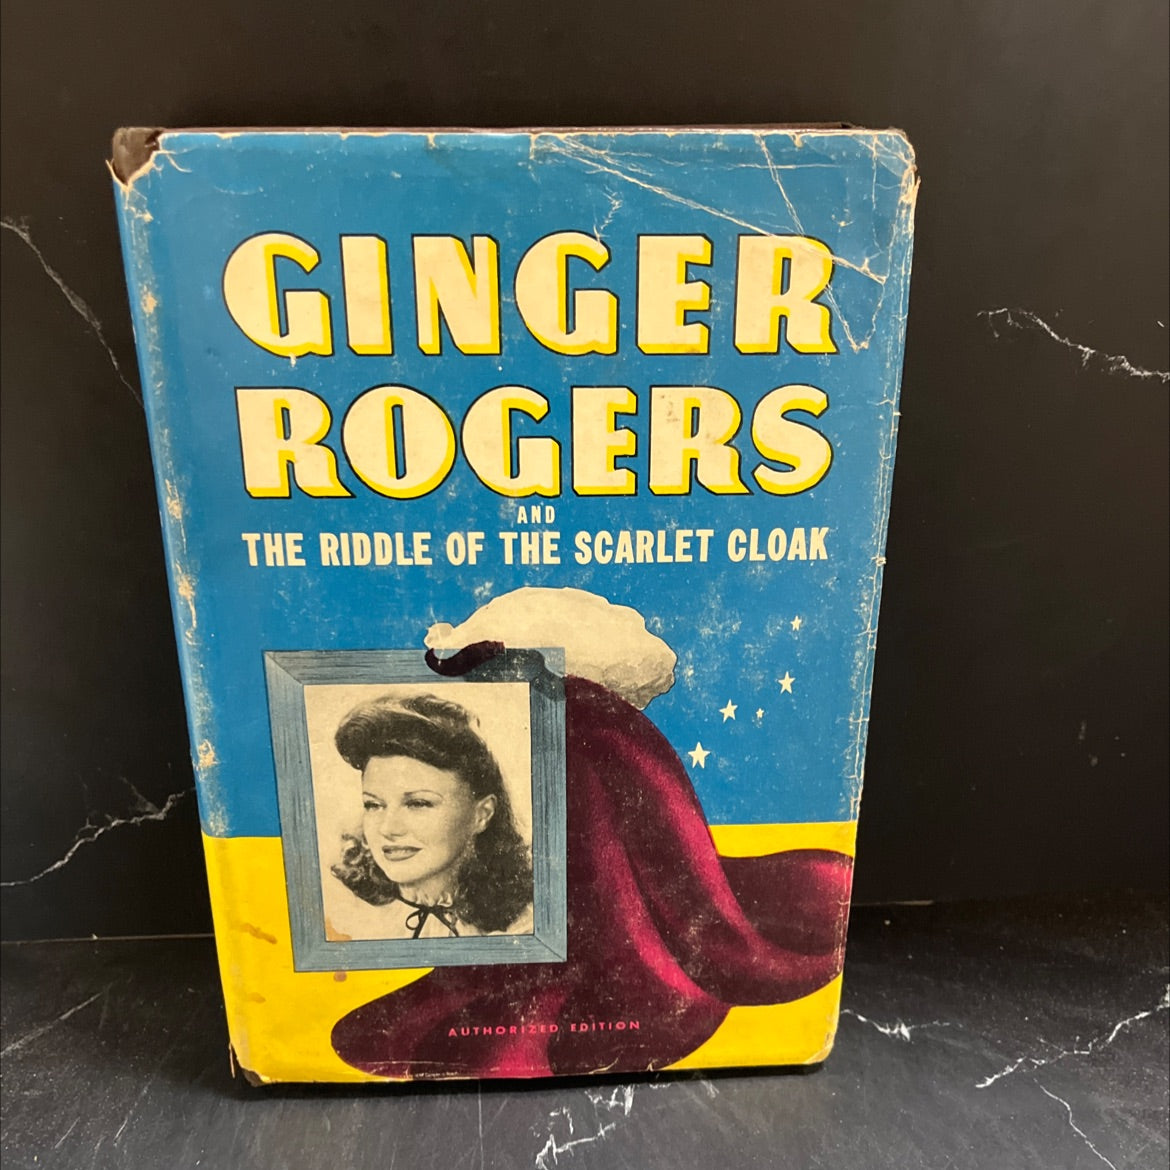 GINGER
ROGERS
AND
THE RIDDLE OF THE SCARLET CLOAK
AUTHORIZED EDITION